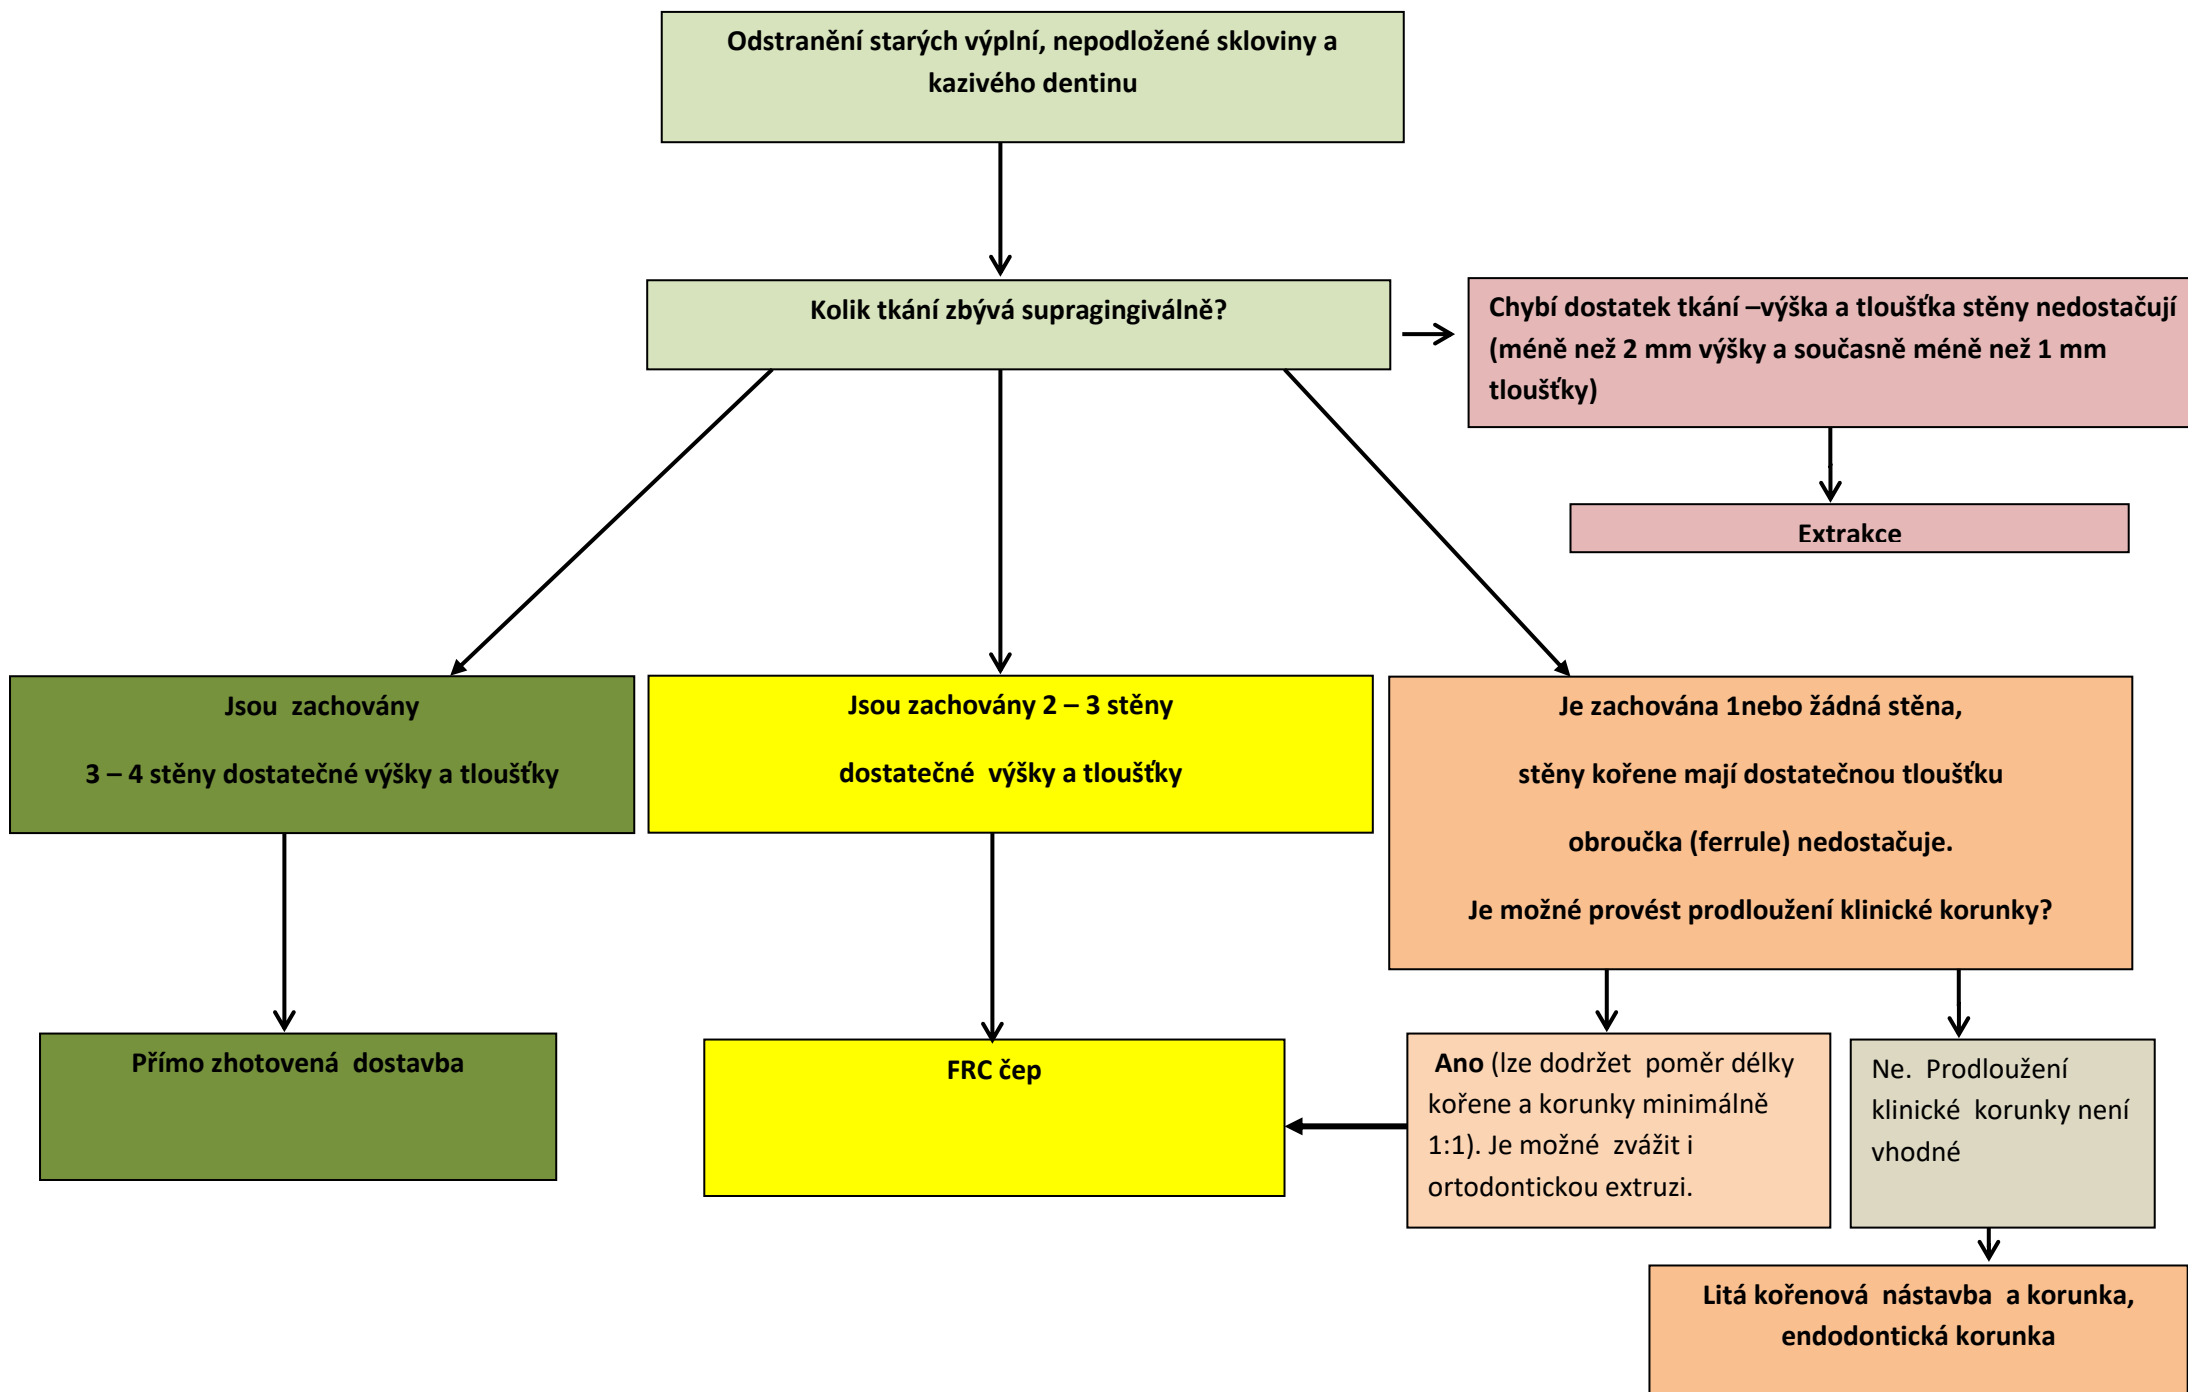 Odstranění starých výplní, nepodložené skloviny a
kazivého dentinu
Kolik tkání zbývá supragingiválně?
Chybí dostatek tkání –výška a tloušťka stěny nedostačují
(méně než 2 mm výšky a současně méně než 1 mm
tloušťky)
Extrakce
Jsou zachovány
3 – 4 stěny dostatečné výšky a tloušťky
Jsou zachovány 2 – 3 stěny
dostatečné výšky a tloušťky
Je zachována 1nebo žádná stěna,
stěny kořene mají dostatečnou tloušťku
obroučka (ferrule) nedostačuje.
Je možné provést prodloužení klinické korunky?
Přímo zhotovená dostavba
FRC čep
Ano (lze dodržet poměr délky
kořene a korunky minimálně
1:1). Je možné zvážit i
ortodontickou extruzi.
Ne. Prodloužení
klinické korunky není
vhodné
Litá kořenová nástavba a korunka,
endodontická korunka